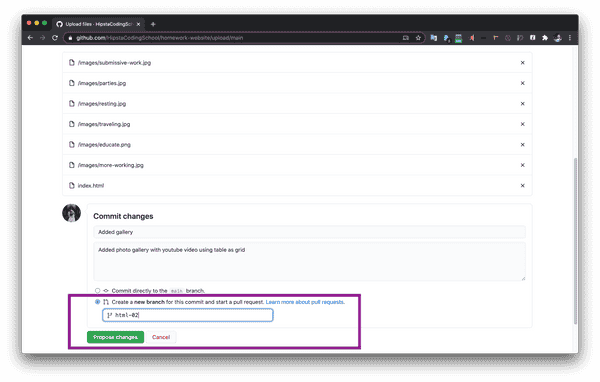 Upload files · HipstaCodingSch
github.com/HipstaCodingSchool/homework-website/upload/main
/images/submissive-work.jpg
/images/parties.jpg
/images/resting.jpg
/images/traveling.jpg
/images/educate.png
/images/more-working.jpg
index.html
Commit changes
Added gallery
Added photo gallery with youtube video using table as grid
Commit directly to the main branch.
Create a new branch for this commit and start a pull request. Learn more about pull requests.
html-02
Propose changes Cancel